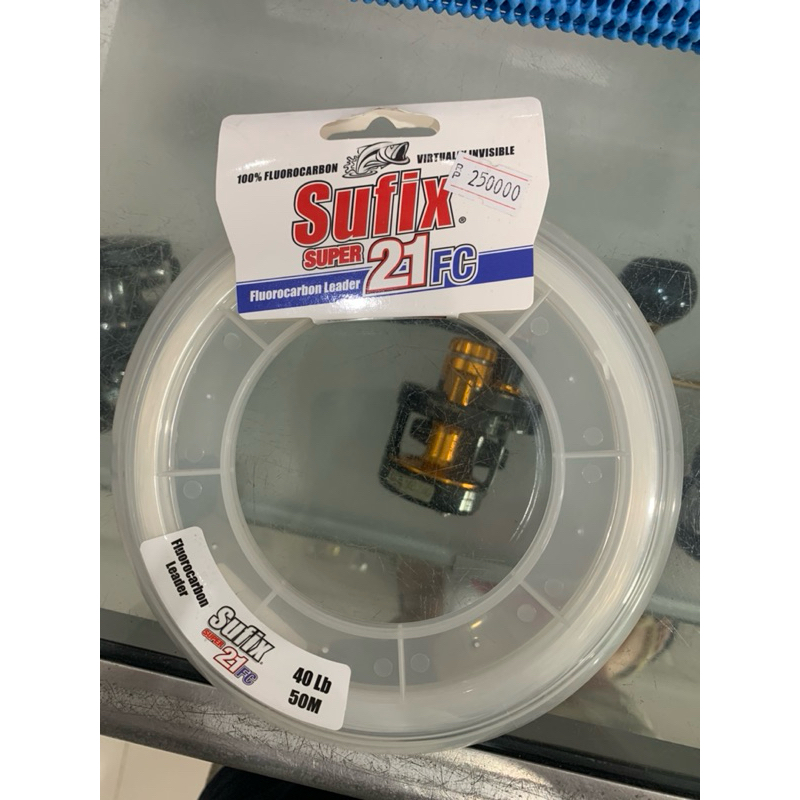 100% FLUOROCARBON
VIRTUALLY INVISIBLE
RP 250000
Sufix®
SUPER 21 FC
Fluorocarbon Leader
Fluorocarbon
Leader
Sufix
SUPER
21 FC
40 Lb
50M